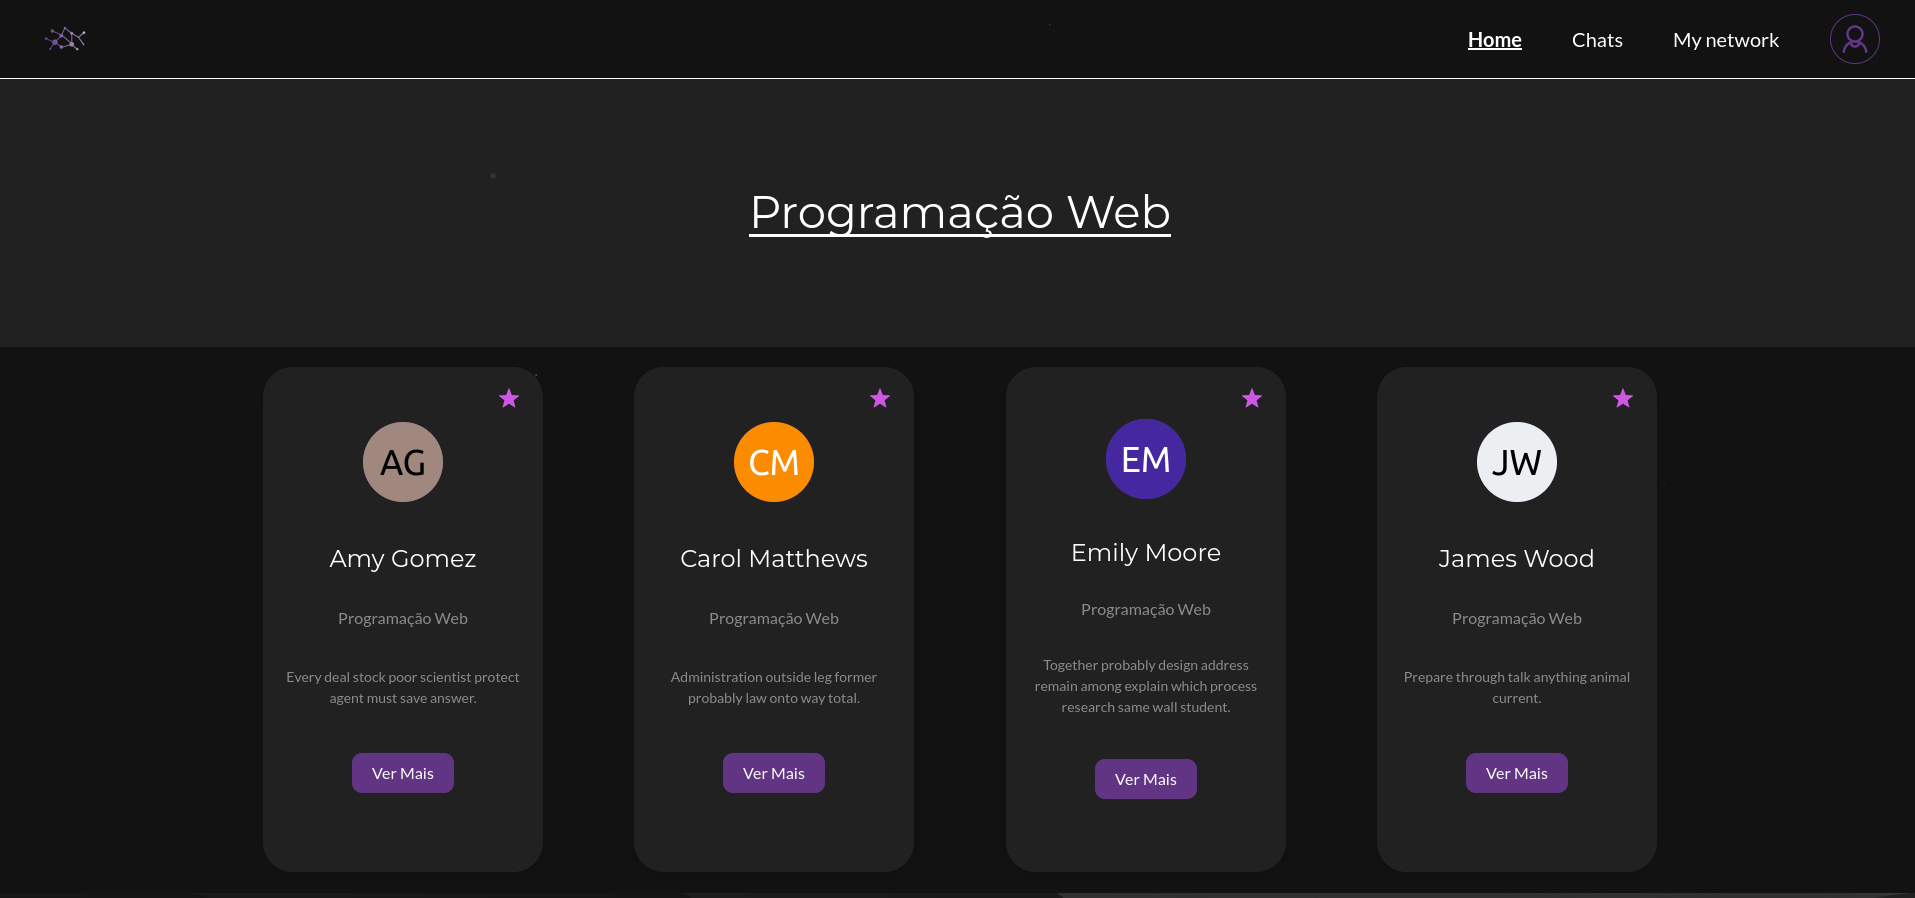 Home
Chats
My network
Programação Web
AG
Amy Gomez
Programação Web
Every deal stock poor scientist protect
agent must save answer.
Ver Mais
CM
Carol Matthews
Programação Web
Administration outside leg former
probably law onto way total.
Ver Mais
EM
Emily Moore
Programação Web
Together probably design address
remain among explain which process
research same wall student.
Ver Mais
JW
James Wood
Programação Web
Prepare through talk anything animal
current.
Ver Mais